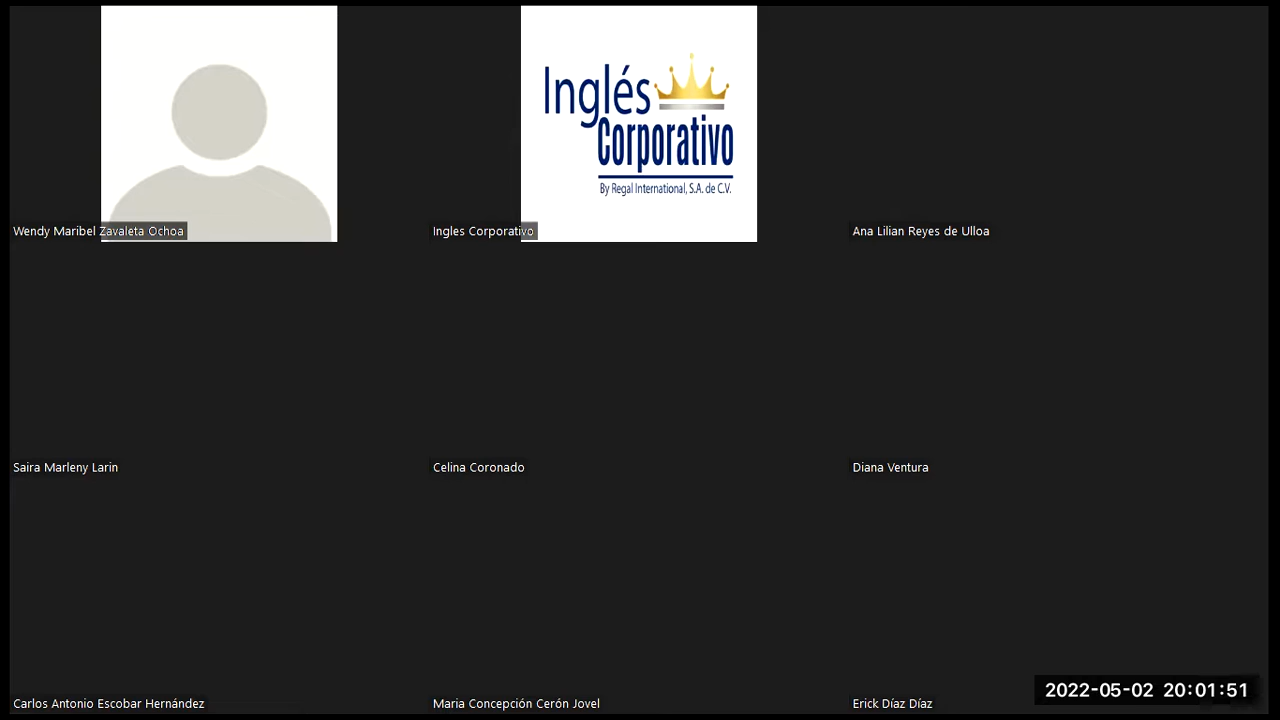 Inglés
Corporativo
By Regal International, S.A. de C.V.
Wendy Maribel Zavaleta Ochoa
Ingles Corporativo
Ana Lilian Reyes de Ulloa
Saira Marleny Larin
Celina Coronado
Diana Ventura
Carlos Antonio Escobar Hernández
Maria Concepción Cerón Jovel
Erick Díaz Díaz
2022-05-02 20:01:51